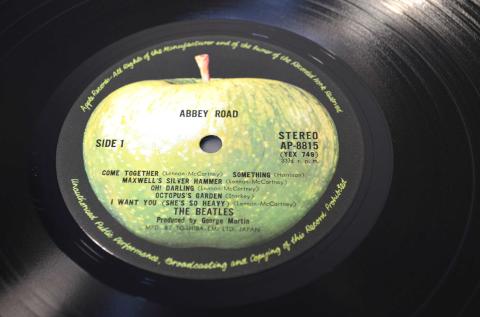 Apple Records · All Rights of the Manufacturer and of the Owner of the Recorded Work Reserved
ABBEY ROAD
SIDE 1
STEREO
AP-8815
(YEX 749)
33⅓ r. p. m.
COME TOGETHER (Lennon-McCartney) SOMETHING (Harrison)
MAXWELL'S SILVER HAMMER (Lennon-McCartney)
OH! DARLING (Lennon-McCartney)
OCTOPUS'S GARDEN (Starkey)
I WANT YOU (SHE'S SO HEAVY) (Lennon-McCartney)
THE BEATLES
Produced by George Martin
MFD. BY TOSHIBA-EMI LTD. JAPAN
Unauthorised Public Performance, Broadcasting and Copying of this Record Prohibited